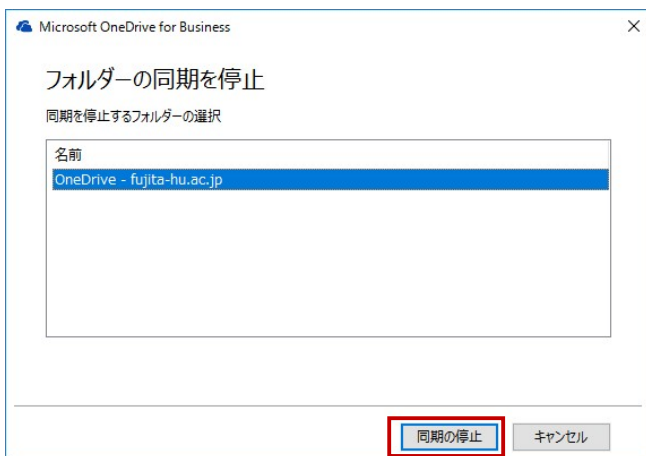 Microsoft OneDrive for Business
フォルダーの同期を停止
同期を停止するフォルダーの選択
名前
OneDrive - fujita-hu.ac.jp
同期の停止
キャンセル